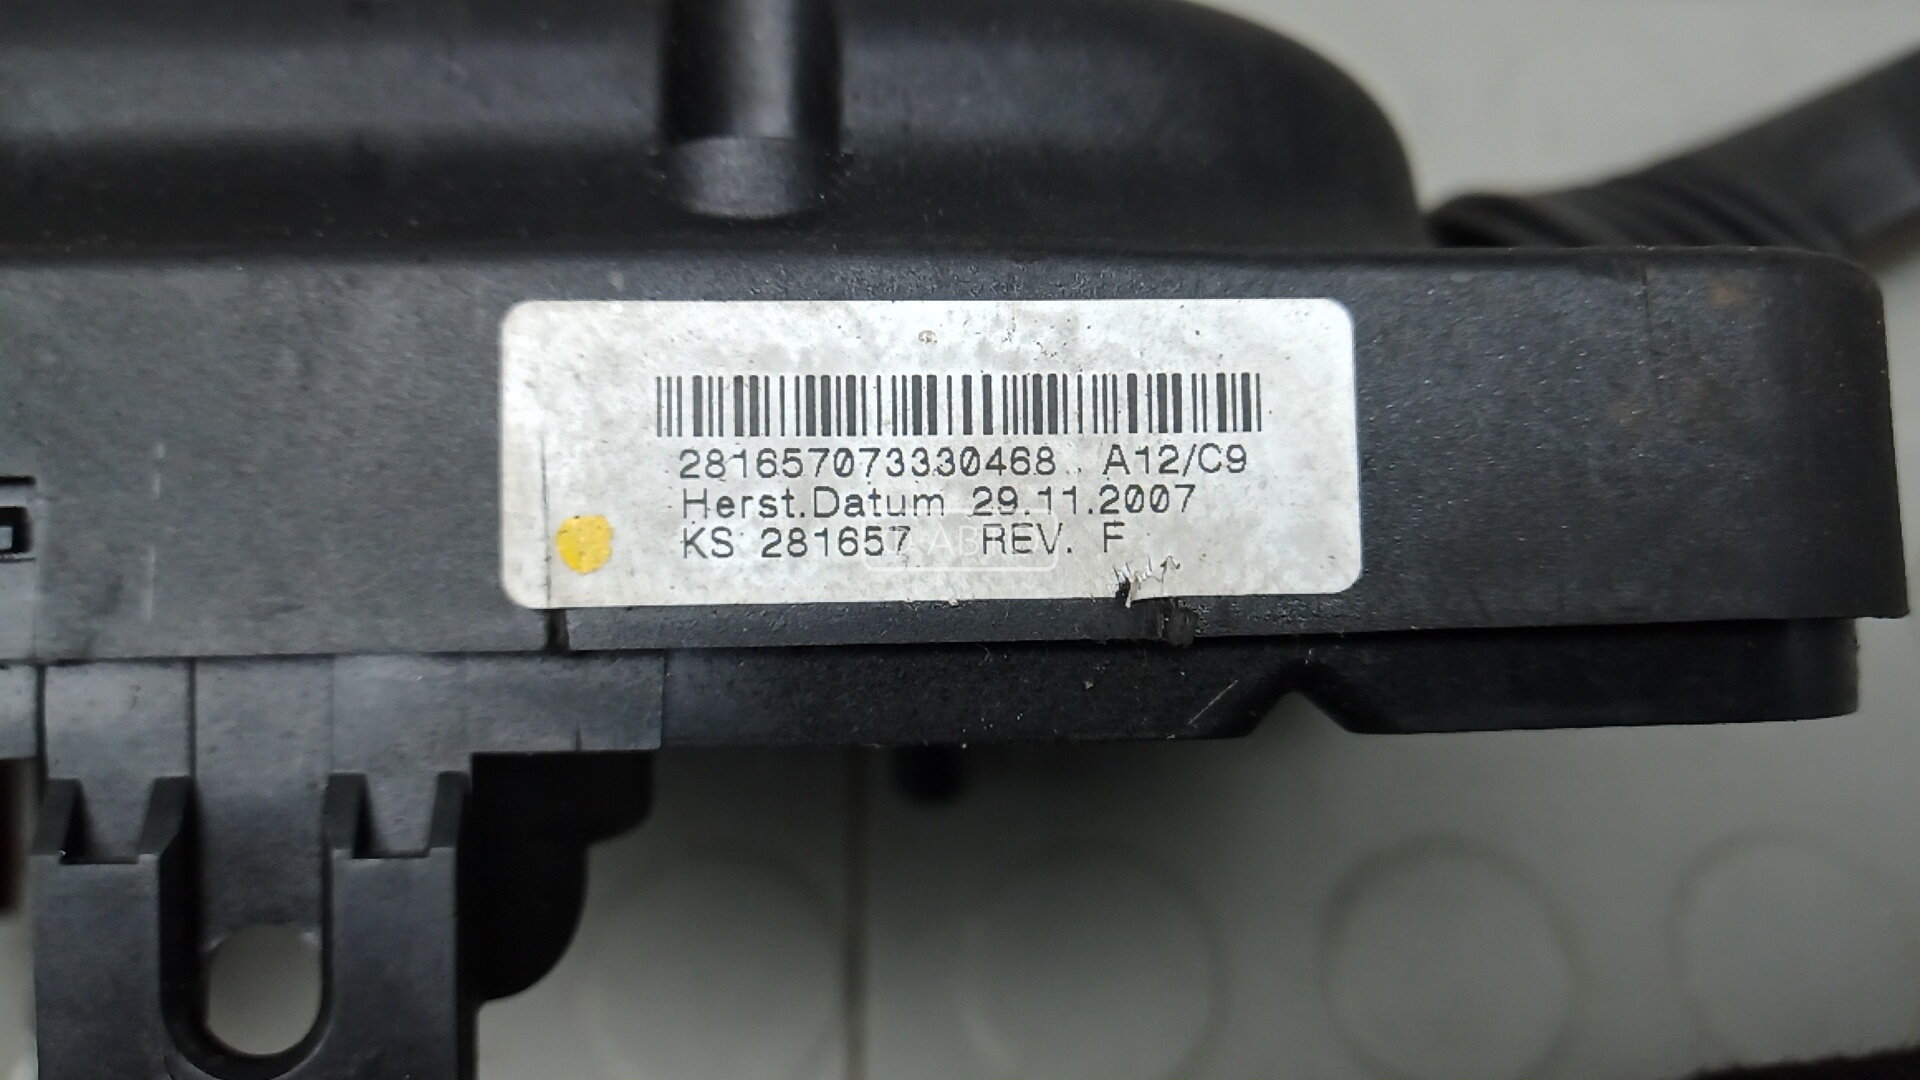 281657073330468 A12/C9
Herst.Datum 29.11.2007
KS 281657 REV. F